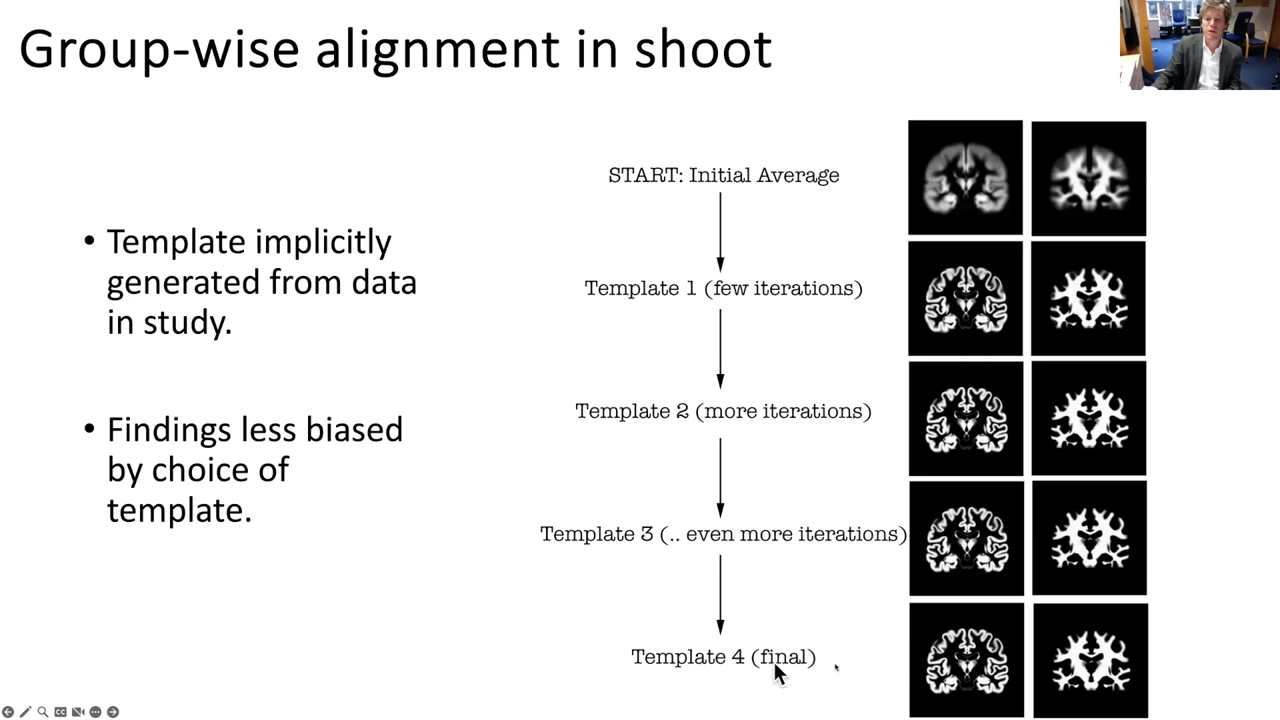 Group-wise alignment in shoot
• Template implicitly
generated from data
in study.
• Findings less biased
by choice of
template.
START: Initial Average
Template 1 (few iterations)
Template 2 (more iterations)
Template 3 (.. even more iterations)
Template 4 (final)